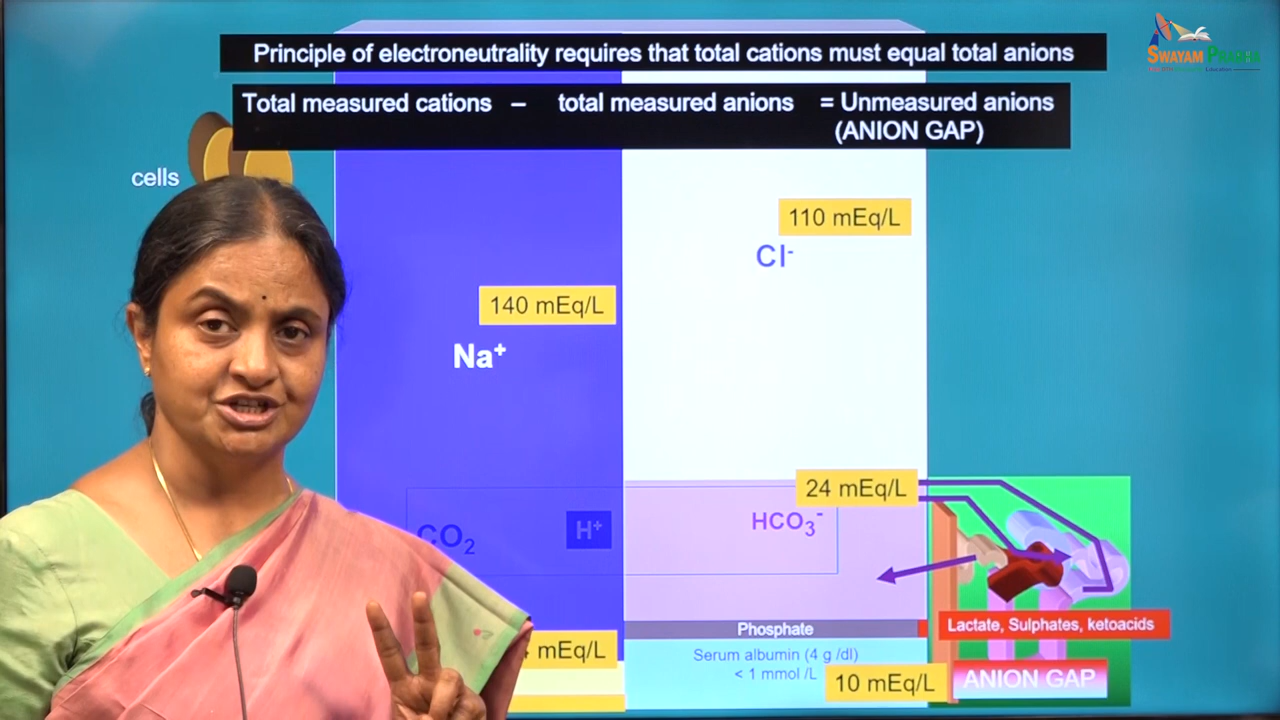 Principle of electroneutrality requires that total cations must equal total anions
Total measured cations – total measured anions = Unmeasured anions
(ANION GAP)
SWAYAM PRABHA
cells
110 mEq/L
Cl-
140 mEq/L
Na+
24 mEq/L
CO2 H+ HCO3-
Phosphate
Lactate, Sulphates, ketoacids
Serum albumin (4 g /dl)
< 1 mmol /L
mEq/L
10 mEq/L
ANION GAP